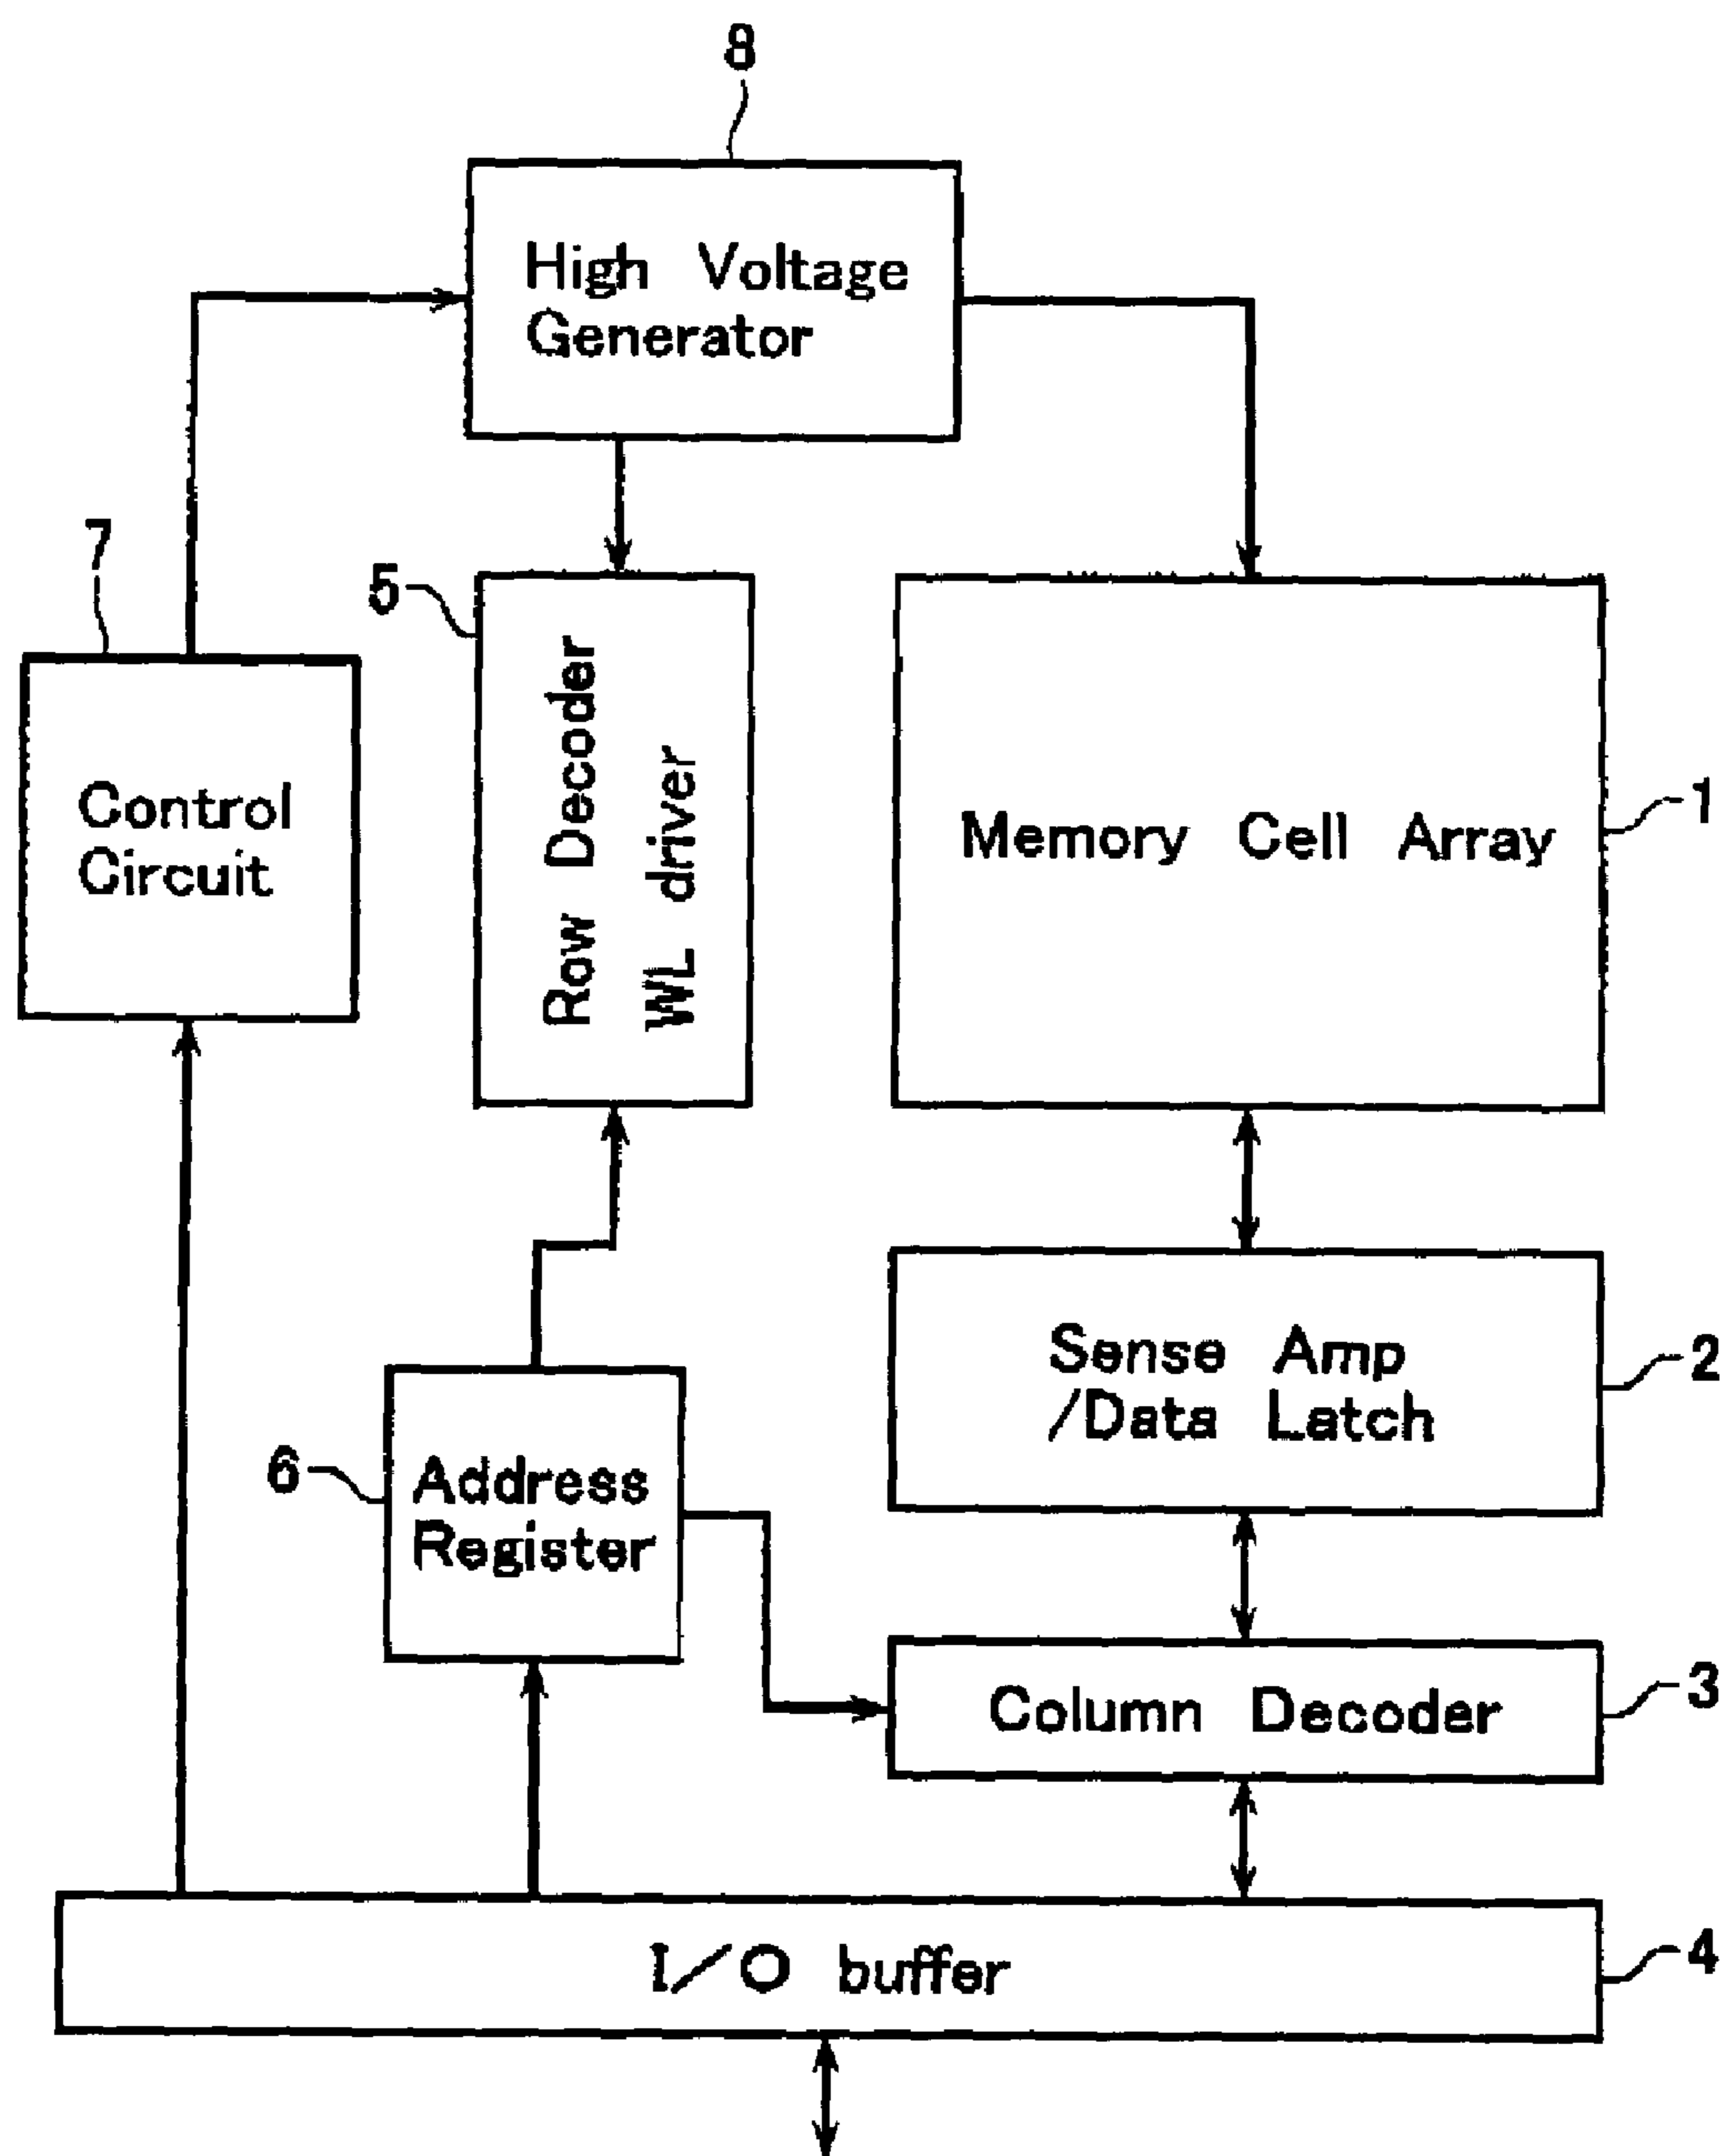 8
High Voltage
Generator
7
5
Control
Circuit
Row Decoder
WL driver
Memory Cell Array
1
Sense Amp
/Data Latch
2
6
Address
Register
Column Decoder
3
I/O buffer
4